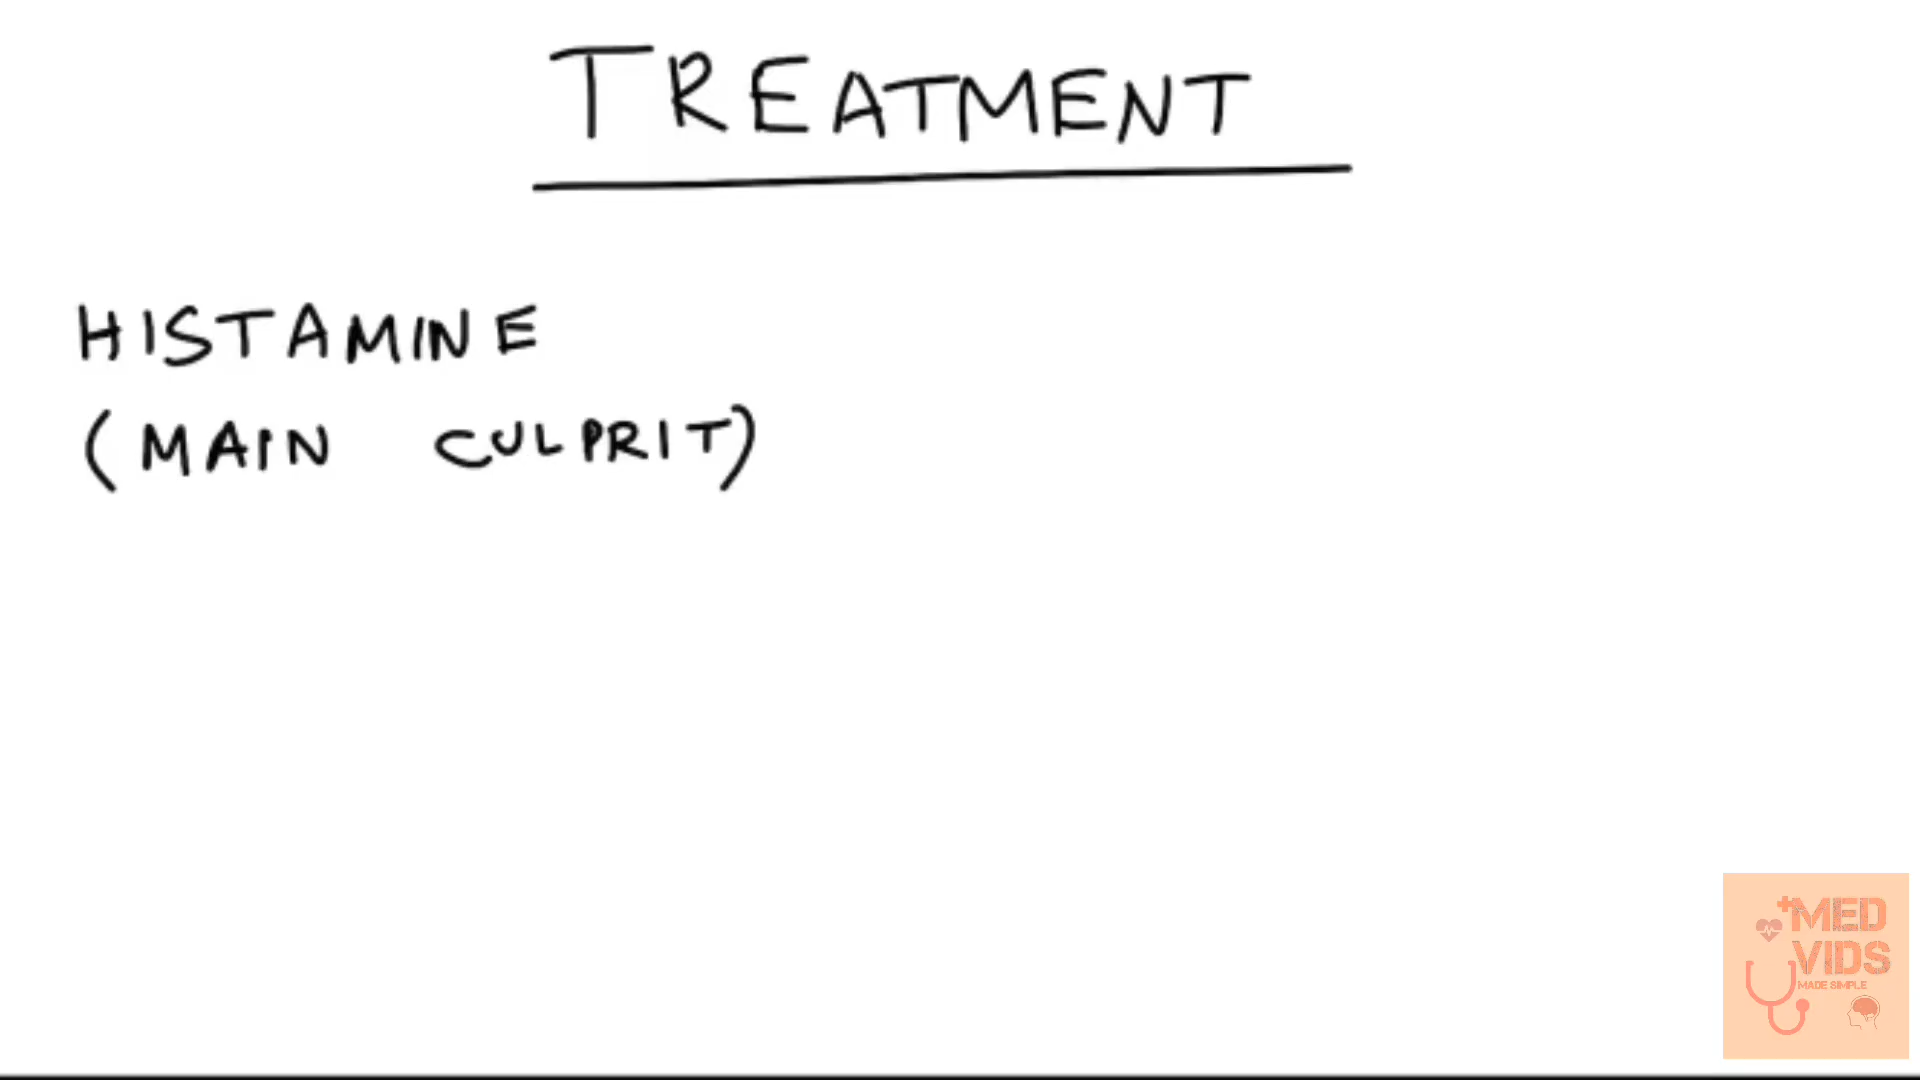 TREATMENT
HISTAMINE
(MAIN CULPRIT)
MED
VIDS
MADE SIMPLE